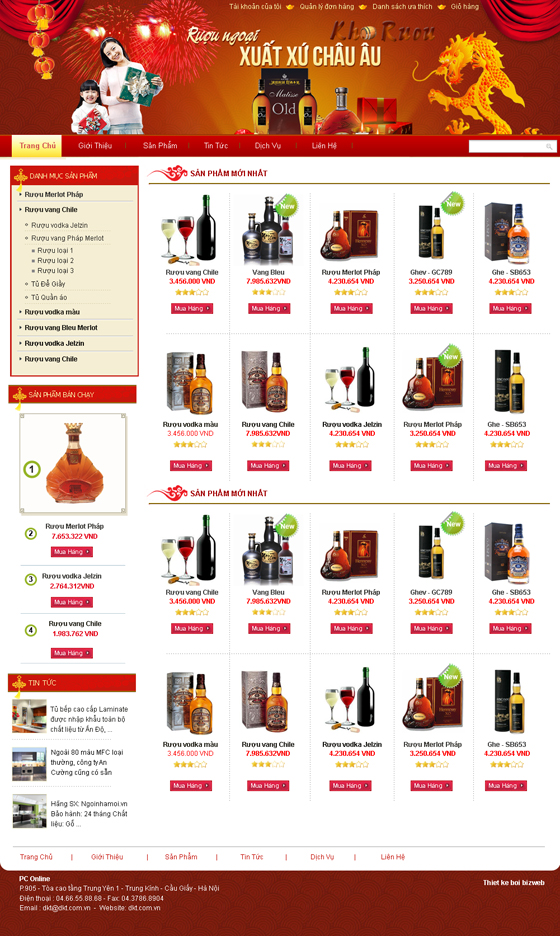 Tài khoản của tôi Quản lý đơn hàng Danh sách ưa thích Giỏ hàng
Kho Rượu
Rượu ngoại
XUẤT XỨ CHÂU ÂU
Matisse
Old
Trang Chủ Giới Thiệu Sản Phẩm Tin Tức Dịch Vụ Liên Hệ
DANH MỤC SẢN PHẨM
Rượu Merlot Pháp
Rượu vang Chile
Rượu vodka Jelzin
Rượu vang Pháp Merlot
Rượu loại 1
Rượu loại 2
Rượu loại 3
Tủ Để Giầy
Tủ Quần áo
Rượu vodka màu
Rượu vang Bleu Merlot
Rượu vodka Jelzin
Rượu vang Chile
SẢN PHẨM BÁN CHẠY
1
2 Rượu Merlot Pháp
7.653.322 VND
Mua Hàng
3 Rượu vodka Jelzin
2.764.312VND
Mua Hàng
4 Rượu vang Chile
1.983.762 VND
Mua Hàng
TIN TỨC
Tủ bếp cao cấp Laminate
được nhập khẩu toàn bộ
chất liệu từ Ấn Độ, ...
Ngoài 80 màu MFC loại
thường, công ty An
Cường cũng có sẵn
Hãng SX: Ngoinhamoi.vn
Bảo hành: 24 tháng Chất
liệu: Gỗ ...
SẢN PHẨM MỚI NHẤT
New New
Rượu vang Chile Vang Bleu Rượu Merlot Pháp Ghev - GC789 Ghe - SB653
3.456.000 VND 7.985.632VND 4.230.654 VND 3.250.654 VND 4.230.654 VND
Mua Hàng Mua Hàng Mua Hàng Mua Hàng Mua Hàng
New
Rượu vodka màu Rượu vang Chile Rượu vodka Jelzin Rượu Merlot Pháp Ghe - SB653
3.456.000 VND 7.985.632VND 4.230.654 VND 3.250.654 VND 4.230.654 VND
Mua Hàng Mua Hàng Mua Hàng Mua Hàng Mua Hàng
SẢN PHẨM MỚI NHẤT
New New
Rượu vang Chile Vang Bleu Rượu Merlot Pháp Ghev - GC789 Ghe - SB653
3.456.000 VND 7.985.632VND 4.230.654 VND 3.250.654 VND 4.230.654 VND
Mua Hàng Mua Hàng Mua Hàng Mua Hàng Mua Hàng
New
Rượu vodka màu Rượu vang Chile Rượu vodka Jelzin Rượu Merlot Pháp Ghe - SB653
3.456.000 VND 7.985.632VND 4.230.654 VND 3.250.654 VND 4.230.654 VND
Mua Hàng Mua Hàng Mua Hàng Mua Hàng Mua Hàng
Trang Chủ | Giới Thiệu | Sản Phẩm | Tin Tức | Dịch Vụ | Liên Hệ
PC Online
P.905 - Tòa cao tầng Trung Yên 1 - Trung Kính - Cầu Giấy - Hà Nội
Điện thoại : 04.66.55.88.68 - Fax: 04.3786.8904
Email : dkt@dkt.com.vn - Website: dkt.com.vn
Thiet ke boi bizweb